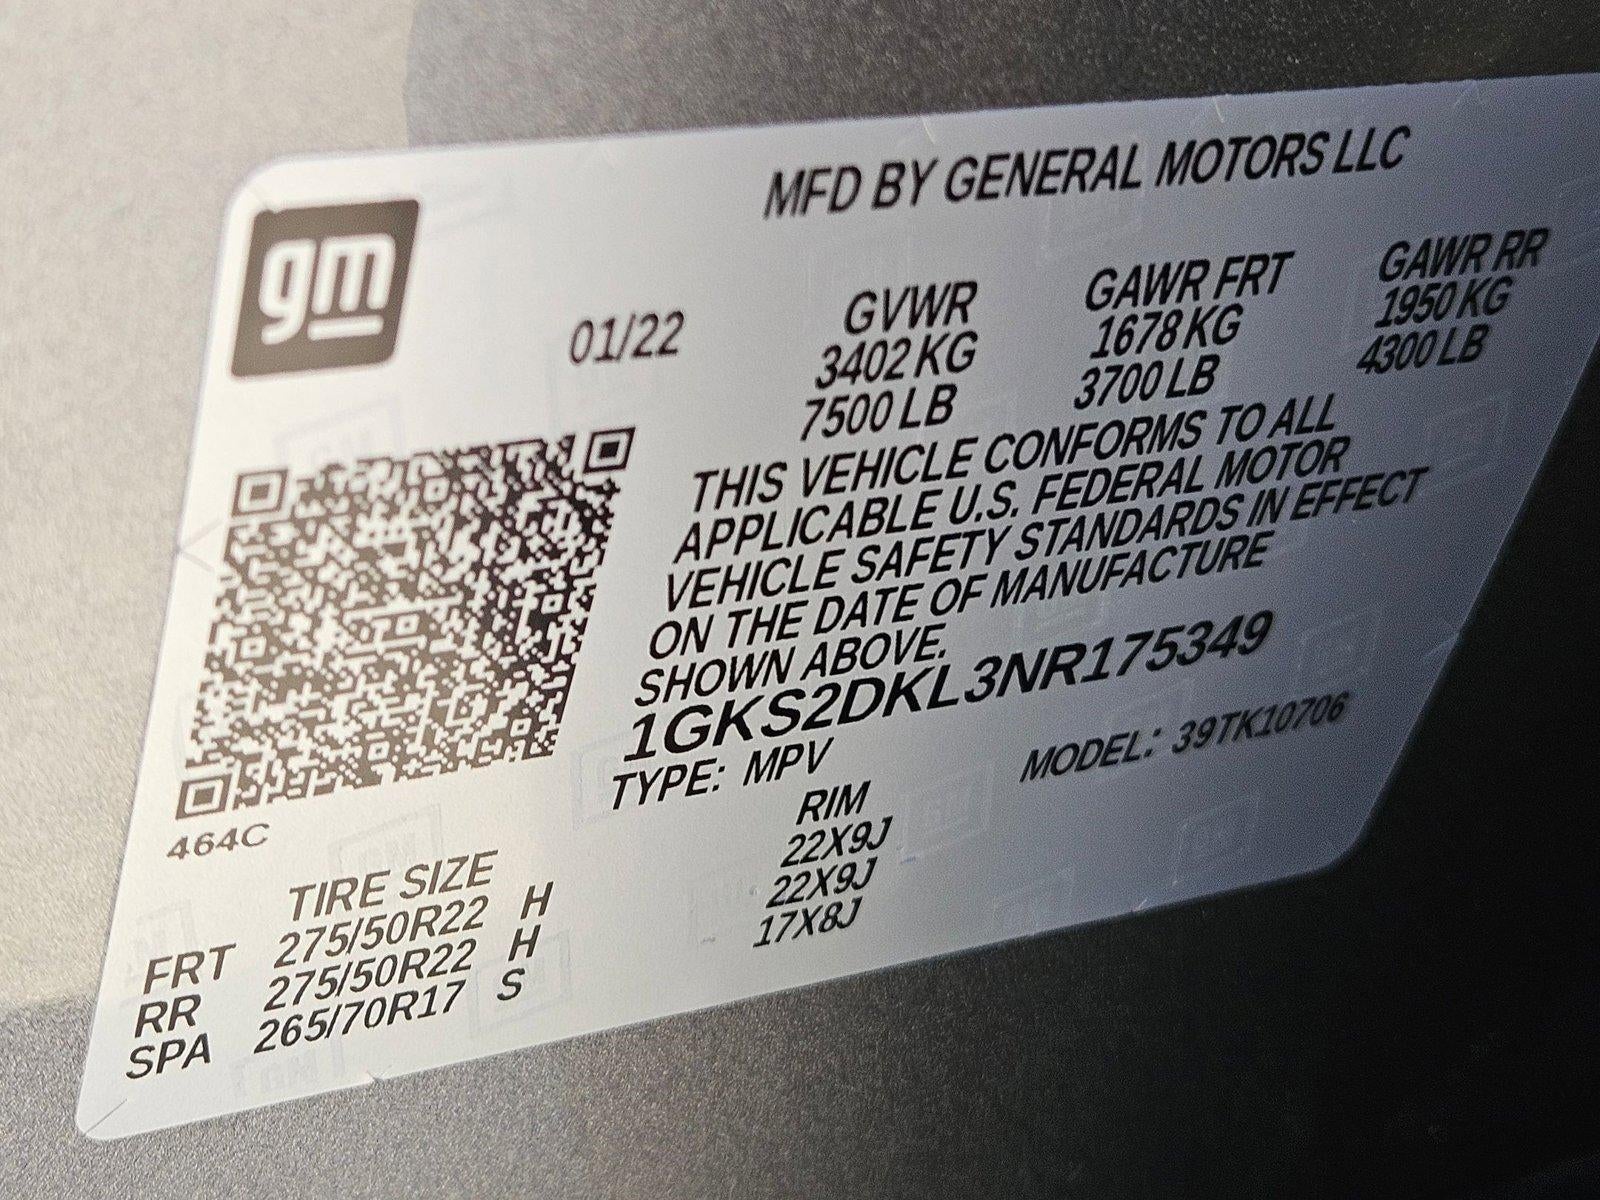 gm
MFD BY GENERAL MOTORS LLC
01/22
GVWR
3402 KG
7500 LB
GAWR FRT
1678 KG
3700 LB
GAWR RR
1950 KG
4300 LB
THIS VEHICLE CONFORMS TO ALL
APPLICABLE U.S. FEDERAL MOTOR
VEHICLE SAFETY STANDARDS IN EFFECT
ON THE DATE OF MANUFACTURE
SHOWN ABOVE.
1GKS2DKL3NR175349
TYPE: MPV
MODEL: 39TK10706
464C
TIRE SIZE RIM
FRT 275/50R22 H 22X9J
RR 275/50R22 H 22X9J
SPA 265/70R17 S 17X8J